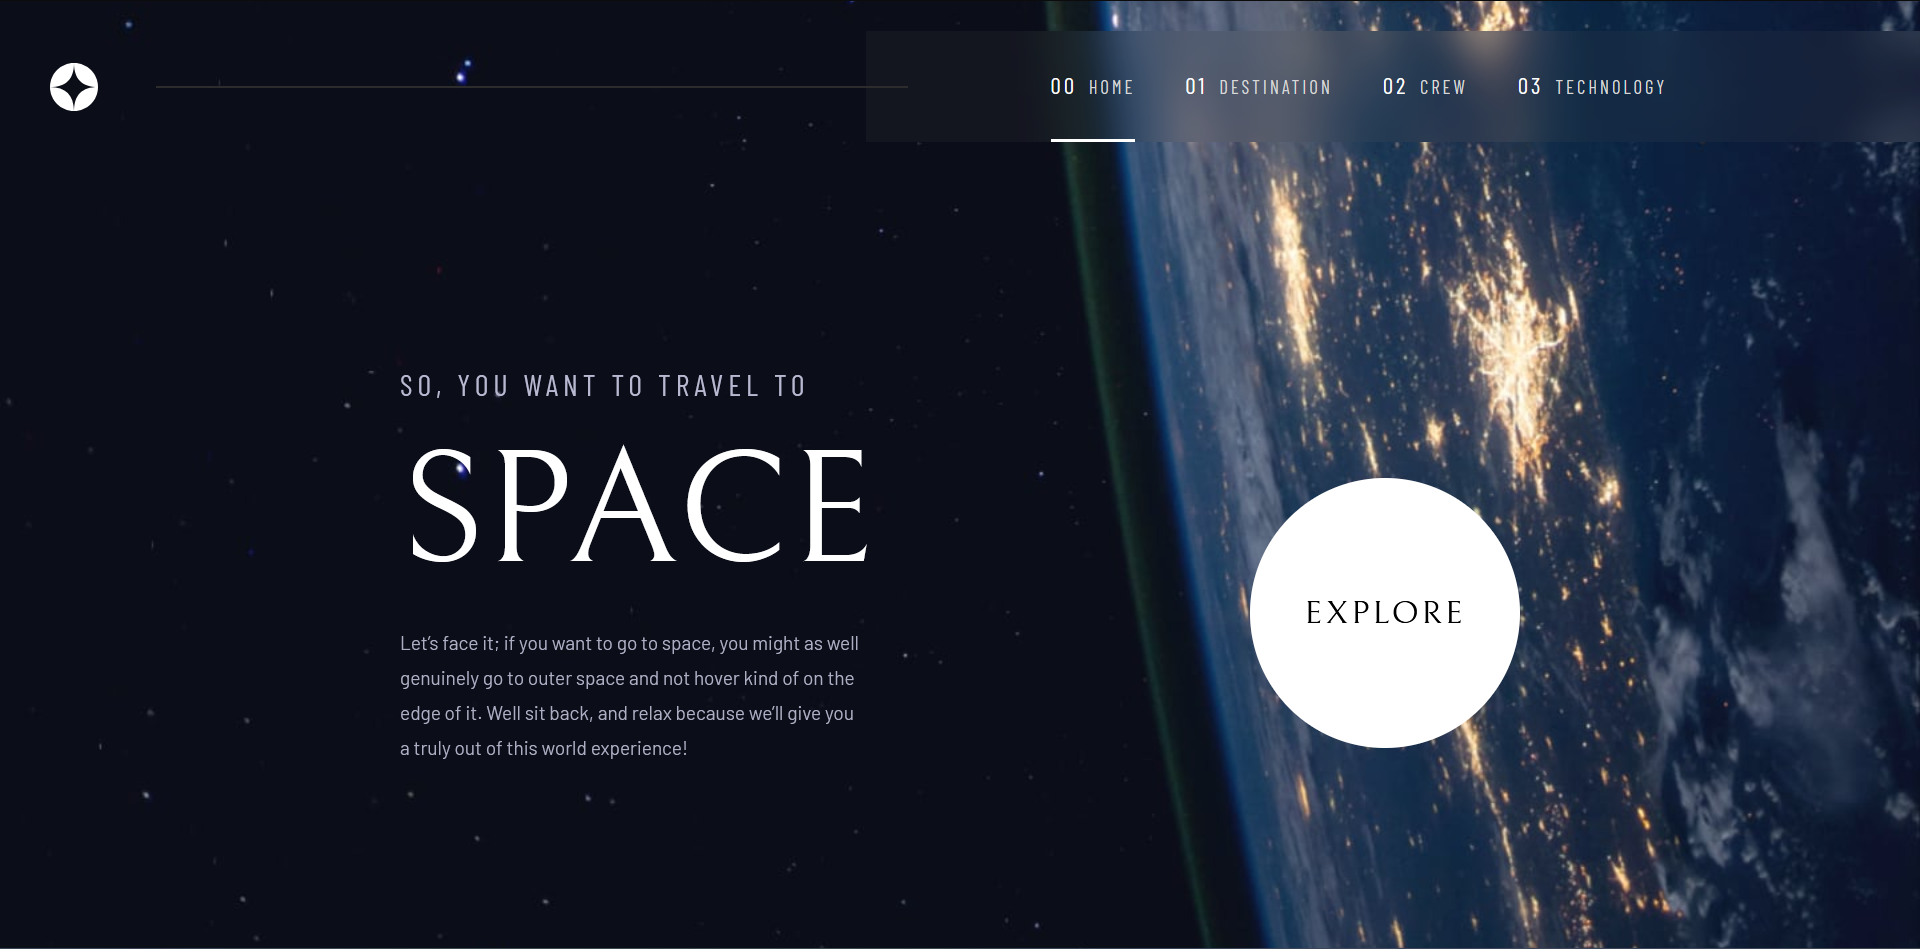 00 HOME 01 DESTINATION 02 CREW 03 TECHNOLOGY
SO, YOU WANT TO TRAVEL TO
SPACE
Let’s face it; if you want to go to space, you might as well
genuinely go to outer space and not hover kind of on the
edge of it. Well sit back, and relax because we’ll give you
a truly out of this world experience!
EXPLORE